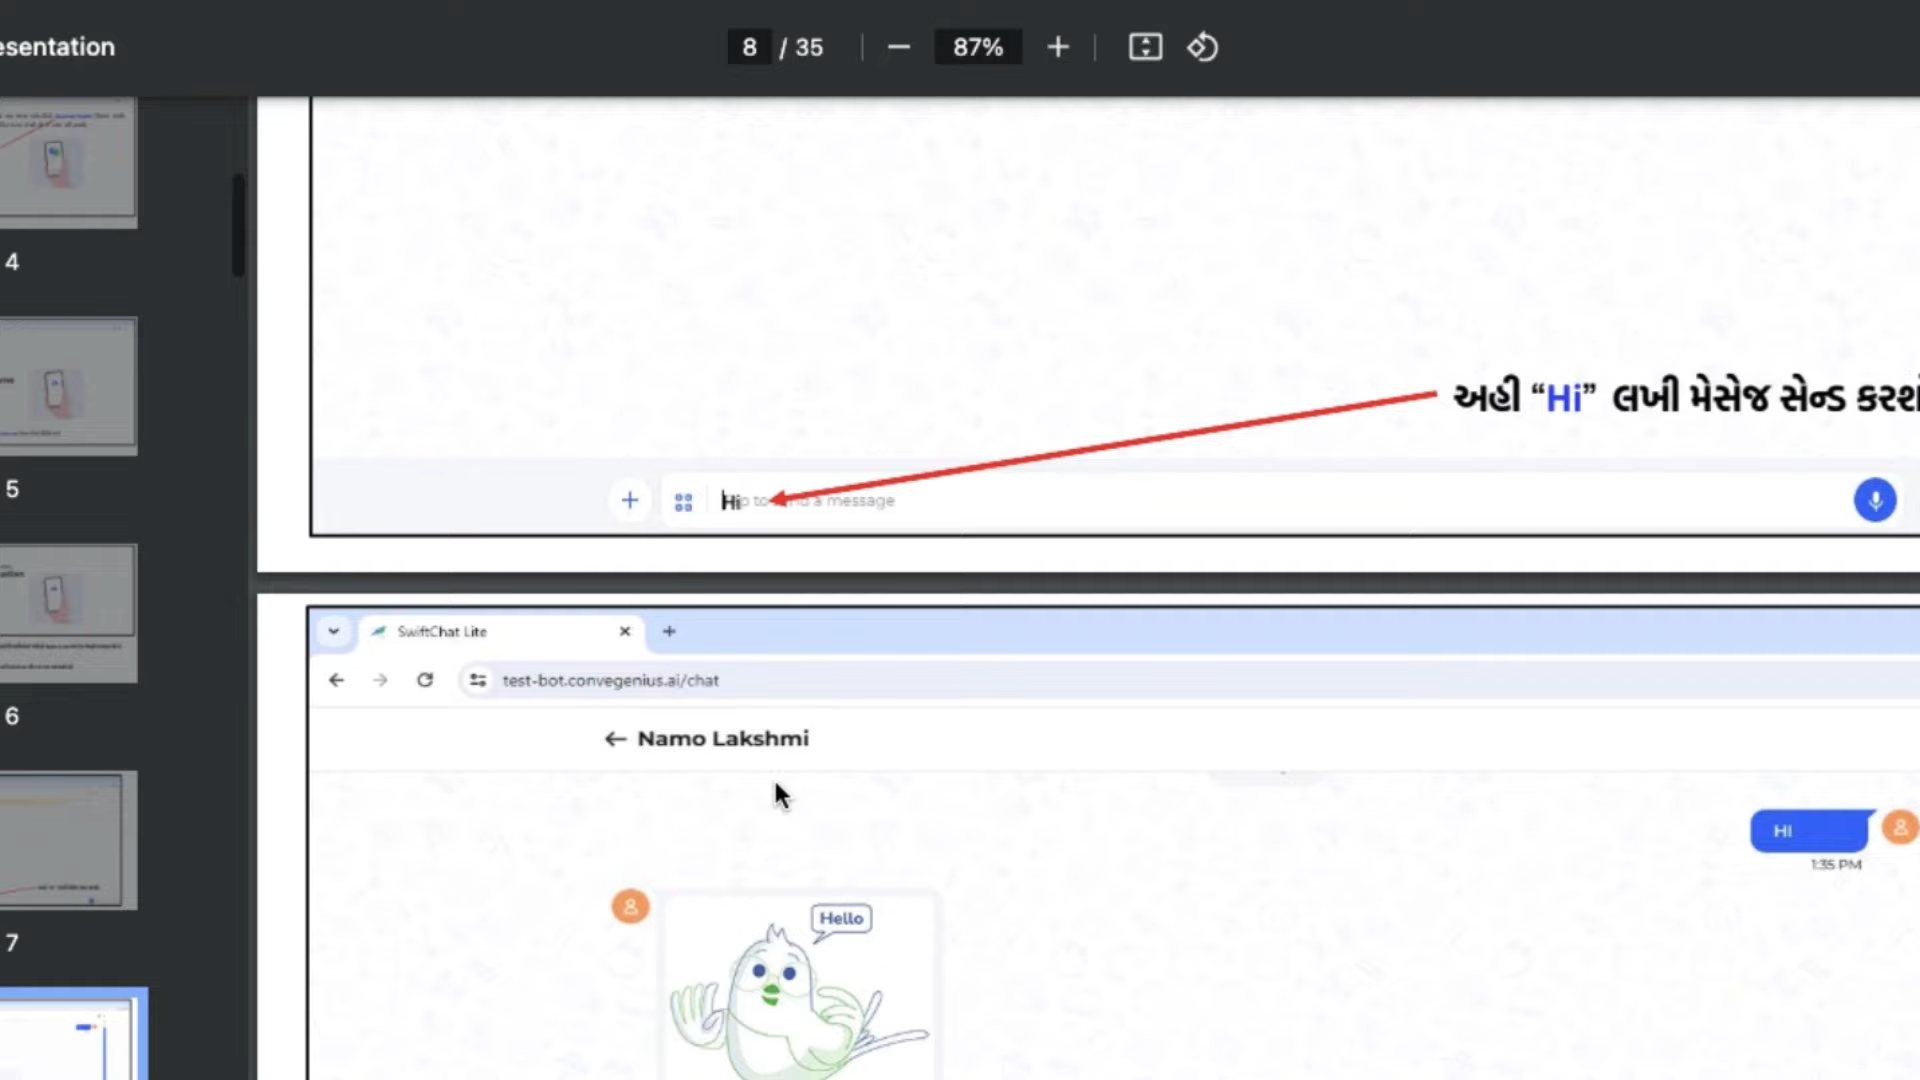 esentation
8 / 35
87%
4
5
6
7
અહી “Hi” લખી મેસેજ સેન્ડ કરશો
Hi
a message
SwiftChat Lite
test-bot.convegenius.ai/chat
Namo Lakshmi
HI
1:35 PM
Hello